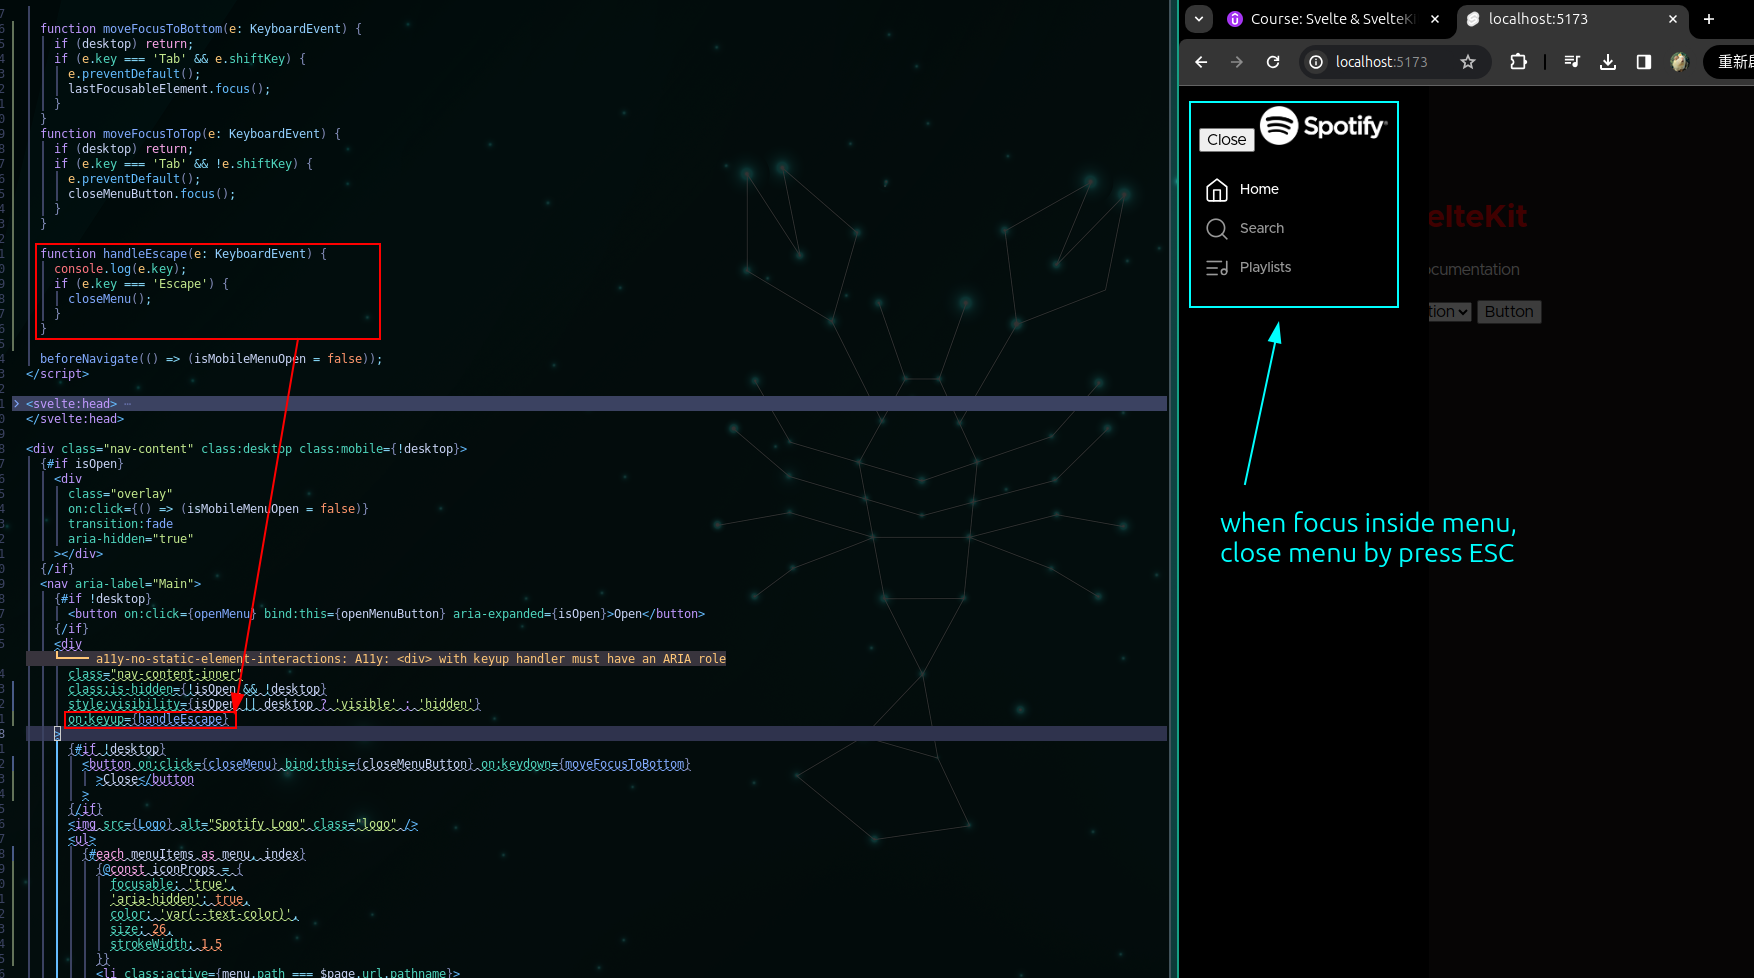 function moveFocusToBottom(e: KeyboardEvent) {
if (desktop) return;
if (e.key === 'Tab' && e.shiftKey) {
e.preventDefault();
lastFocusableElement.focus();
}
}
function moveFocusToTop(e: KeyboardEvent) {
if (desktop) return;
if (e.key === 'Tab' && !e.shiftKey) {
e.preventDefault();
closeMenuButton.focus();
}
}
function handleEscape(e: KeyboardEvent) {
console.log(e.key);
if (e.key === 'Escape') {
closeMenu();
}
}
beforeNavigate(() => (isMobileMenuOpen = false));
</script>
<svelte:head> ⋯
</svelte:head>
<div class="nav-content" class:desktop class:mobile={!desktop}>
{#if isOpen}
<div
class="overlay"
on:click={() => (isMobileMenuOpen = false)}
transition:fade
aria-hidden="true"
></div>
{/if}
<nav aria-label="Main">
{#if !desktop}
<button on:click={openMenu} bind:this={openMenuButton} aria-expanded={isOpen}>Open</button>
{/if}
<div
a11y-no-static-element-interactions: A11y: <div> with keyup handler must have an ARIA role
class="nav-content-inner"
class:is-hidden={!isOpen && !desktop}
style:visibility={isOpen || desktop ? 'visible' : 'hidden'}
on:keyup={handleEscape}
>
{#if !desktop}
<button on:click={closeMenu} bind:this={closeMenuButton} on:keydown={moveFocusToBottom}
>Close</button
>
{/if}
<img src={Logo} alt="Spotify Logo" class="logo" />
<ul>
{#each menuItems as menu, index}
{@const iconProps = {
focusable: 'true',
'aria-hidden': true,
color: 'var(--text-color)',
size: 26,
strokeWidth: 1.5
}}
<li class:active={menu.path === $page.url.pathname}>
Course: Svelte & SvelteKi
localhost:5173
localhost:5173
重新
Close
Spotify
Home
Search
Playlists
elteKit
ocumentation
tion
Button
when focus inside menu,
close menu by press ESC